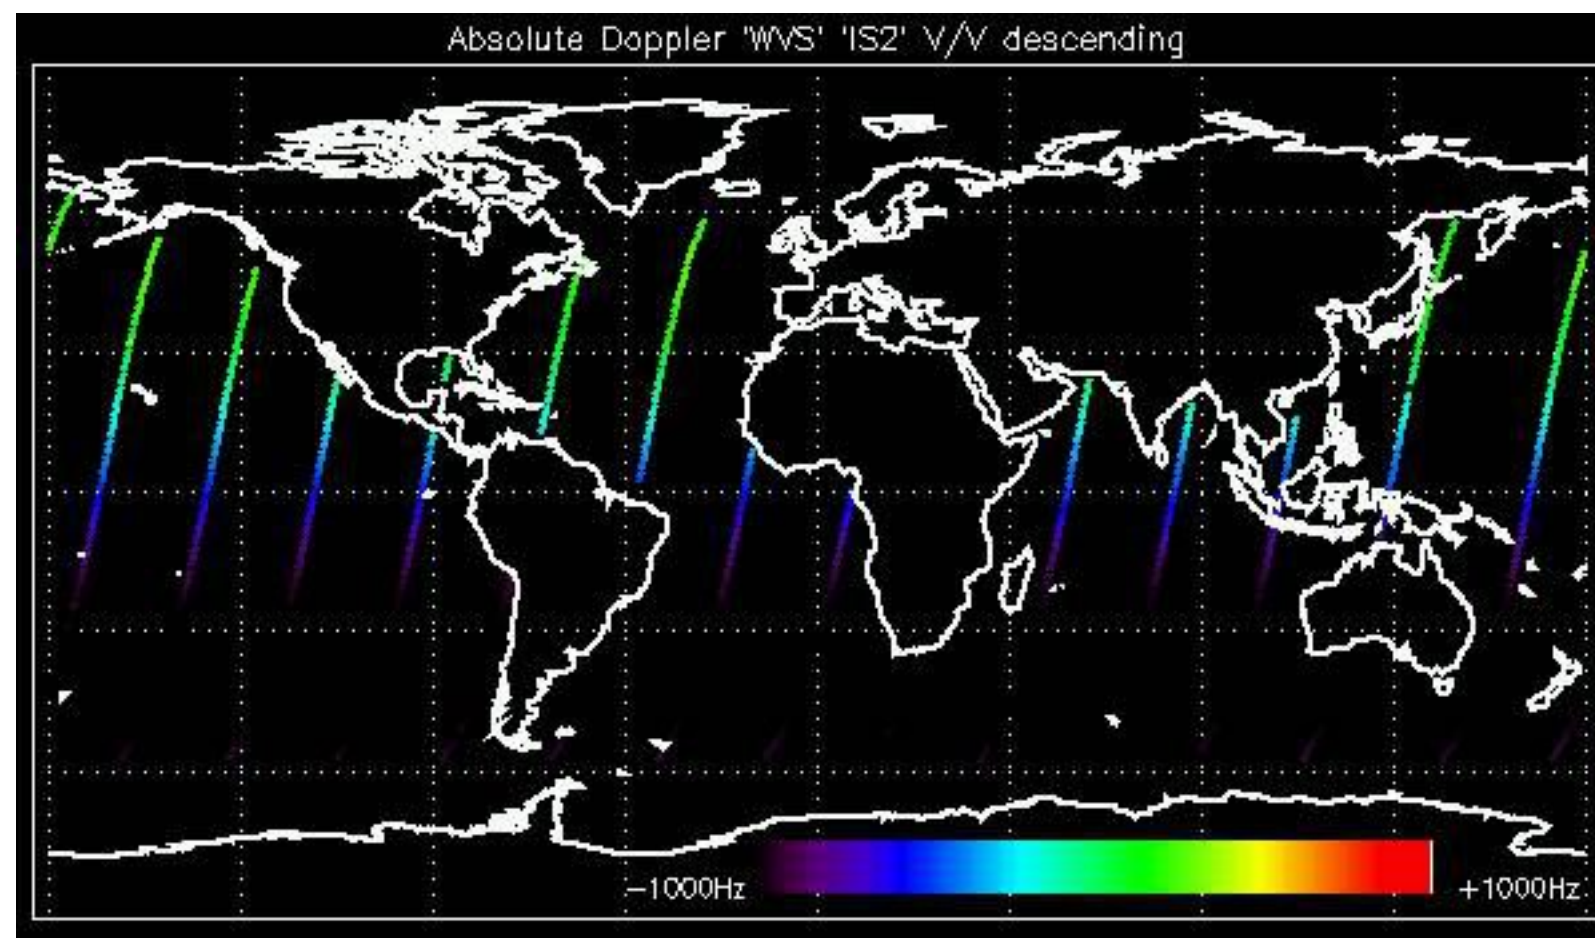 Absolute Doppler 'WVS' 'IS2' V/V descending
-1000Hz
+1000Hz